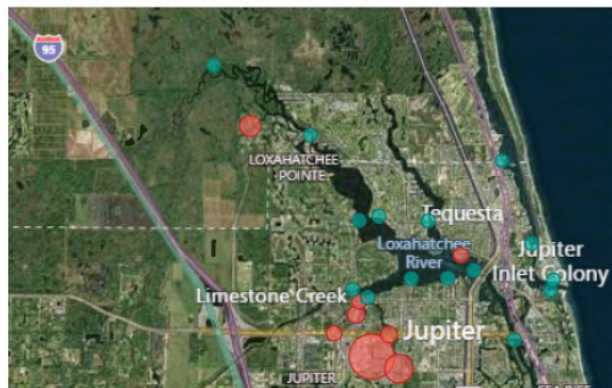 95
LOXAHATCHEE
POINTE
Tequesta
Loxahatchee
River
Jupiter
Inlet Colony
Limestone Creek
Jupiter
JUPITER